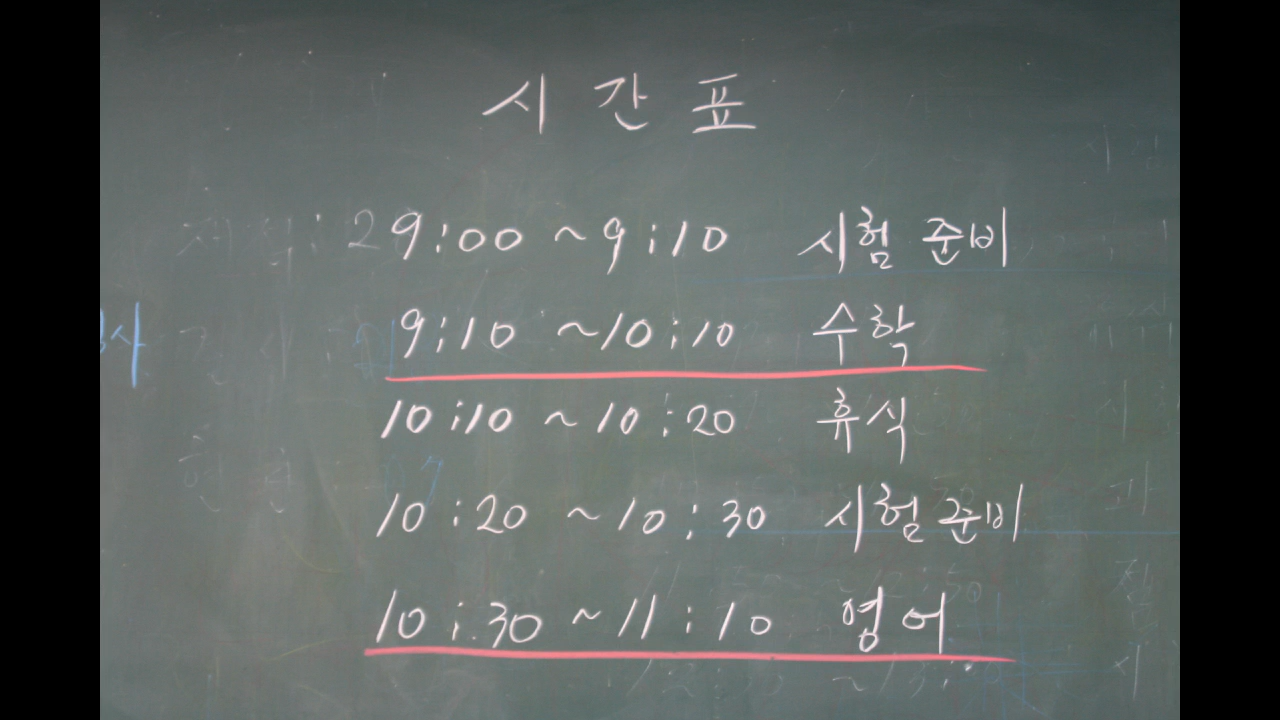 시간표
9:00 ~ 9:10 시험 준비
9:10 ~ 10:10 수학
10:10 ~ 10:20 휴식
10:20 ~ 10:30 시험 준비
10:30 ~ 11:10 영어